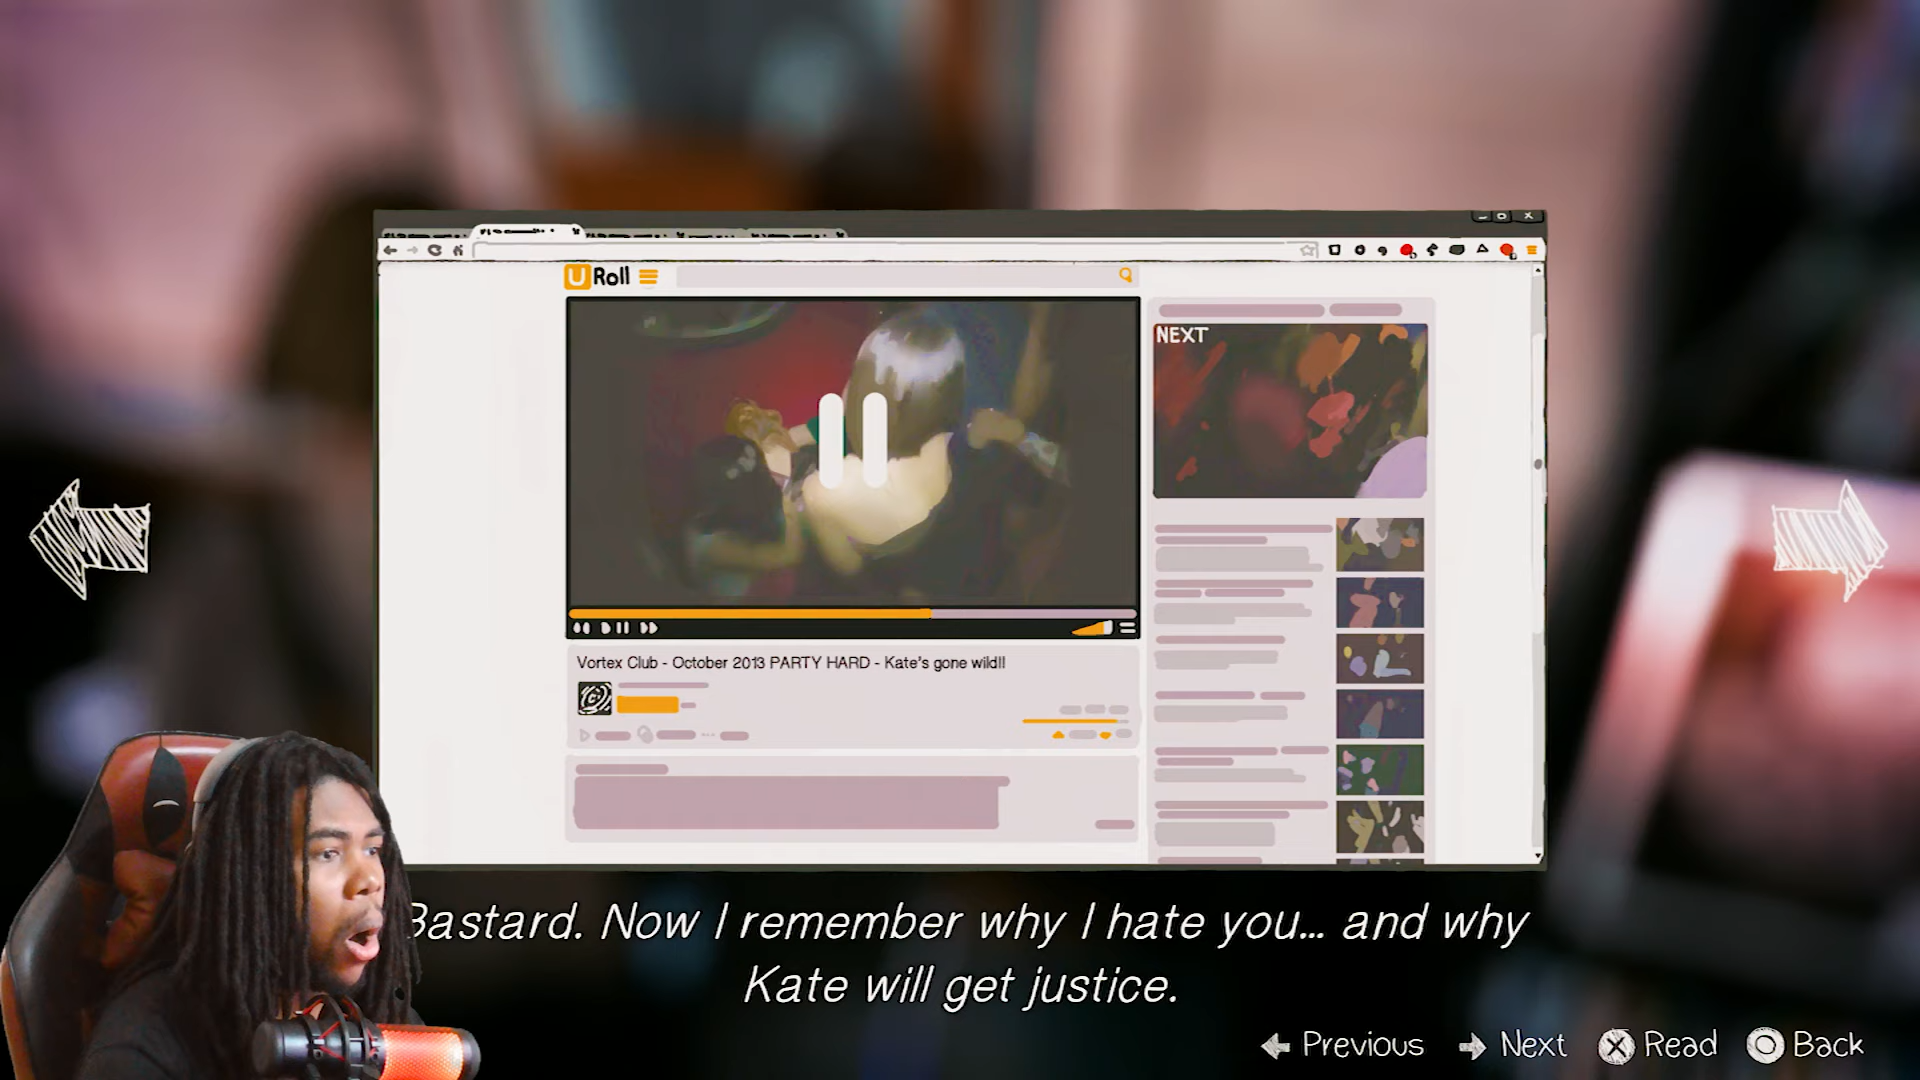 U Roll
NEXT
Vortex Club - October 2013 PARTY HARD - Kate's gone wild!!
Bastard. Now I remember why I hate you... and why
Kate will get justice.
Previous Next Read Back